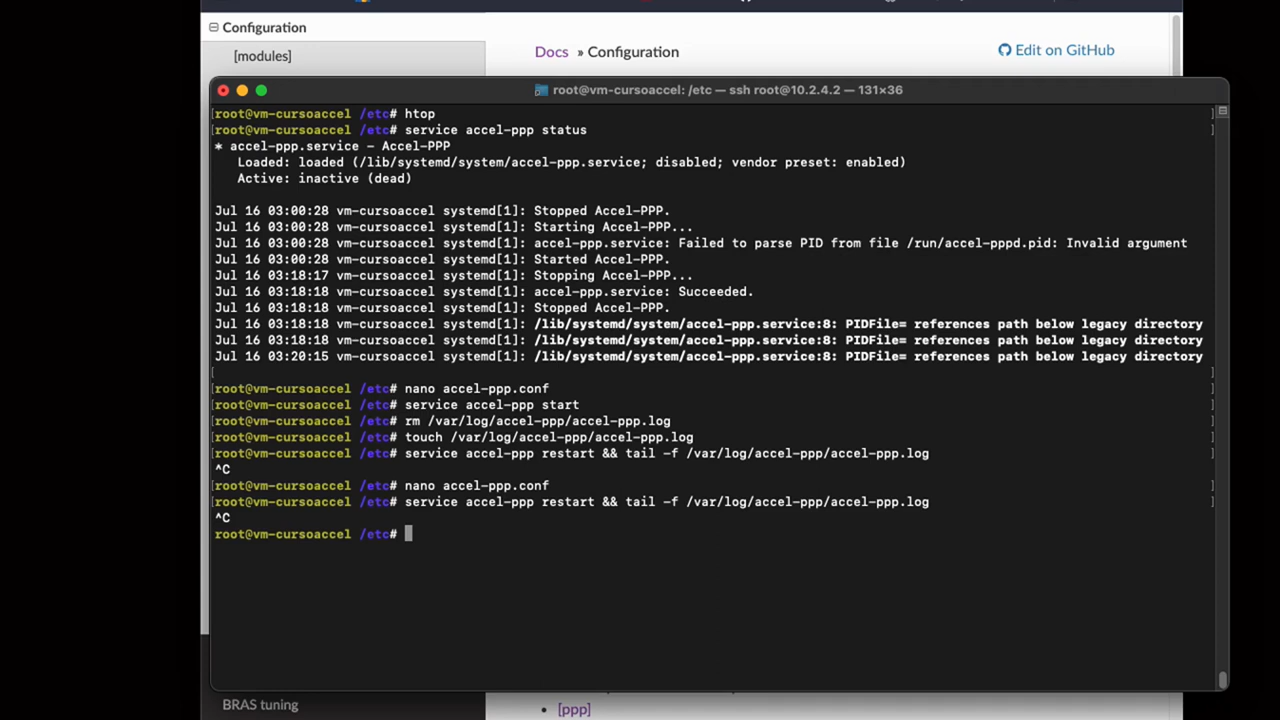 ⊟ Configuration
[modules]
Docs » Configuration
Edit on GitHub
root@vm-cursoaccel: /etc — ssh root@10.2.4.2 — 131×36
[root@vm-cursoaccel /etc# htop ]
[root@vm-cursoaccel /etc# service accel-ppp status ]
* accel-ppp.service - Accel-PPP
Loaded: loaded (/lib/systemd/system/accel-ppp.service; disabled; vendor preset: enabled)
Active: inactive (dead)
Jul 16 03:00:28 vm-cursoaccel systemd[1]: Stopped Accel-PPP.
Jul 16 03:00:28 vm-cursoaccel systemd[1]: Starting Accel-PPP...
Jul 16 03:00:28 vm-cursoaccel systemd[1]: accel-ppp.service: Failed to parse PID from file /run/accel-pppd.pid: Invalid argument
Jul 16 03:00:28 vm-cursoaccel systemd[1]: Started Accel-PPP.
Jul 16 03:18:17 vm-cursoaccel systemd[1]: Stopping Accel-PPP...
Jul 16 03:18:18 vm-cursoaccel systemd[1]: accel-ppp.service: Succeeded.
Jul 16 03:18:18 vm-cursoaccel systemd[1]: Stopped Accel-PPP.
Jul 16 03:18:18 vm-cursoaccel systemd[1]: /lib/systemd/system/accel-ppp.service:8: PIDFile= references path below legacy directory
Jul 16 03:18:18 vm-cursoaccel systemd[1]: /lib/systemd/system/accel-ppp.service:8: PIDFile= references path below legacy directory
Jul 16 03:20:15 vm-cursoaccel systemd[1]: /lib/systemd/system/accel-ppp.service:8: PIDFile= references path below legacy directory
[ ]
[root@vm-cursoaccel /etc# nano accel-ppp.conf ]
[root@vm-cursoaccel /etc# service accel-ppp start ]
[root@vm-cursoaccel /etc# rm /var/log/accel-ppp/accel-ppp.log ]
[root@vm-cursoaccel /etc# touch /var/log/accel-ppp/accel-ppp.log ]
[root@vm-cursoaccel /etc# service accel-ppp restart && tail -f /var/log/accel-ppp/accel-ppp.log ]
^C
[root@vm-cursoaccel /etc# nano accel-ppp.conf ]
[root@vm-cursoaccel /etc# service accel-ppp restart && tail -f /var/log/accel-ppp/accel-ppp.log ]
^C
root@vm-cursoaccel /etc#
BRAS tuning
• [ppp]